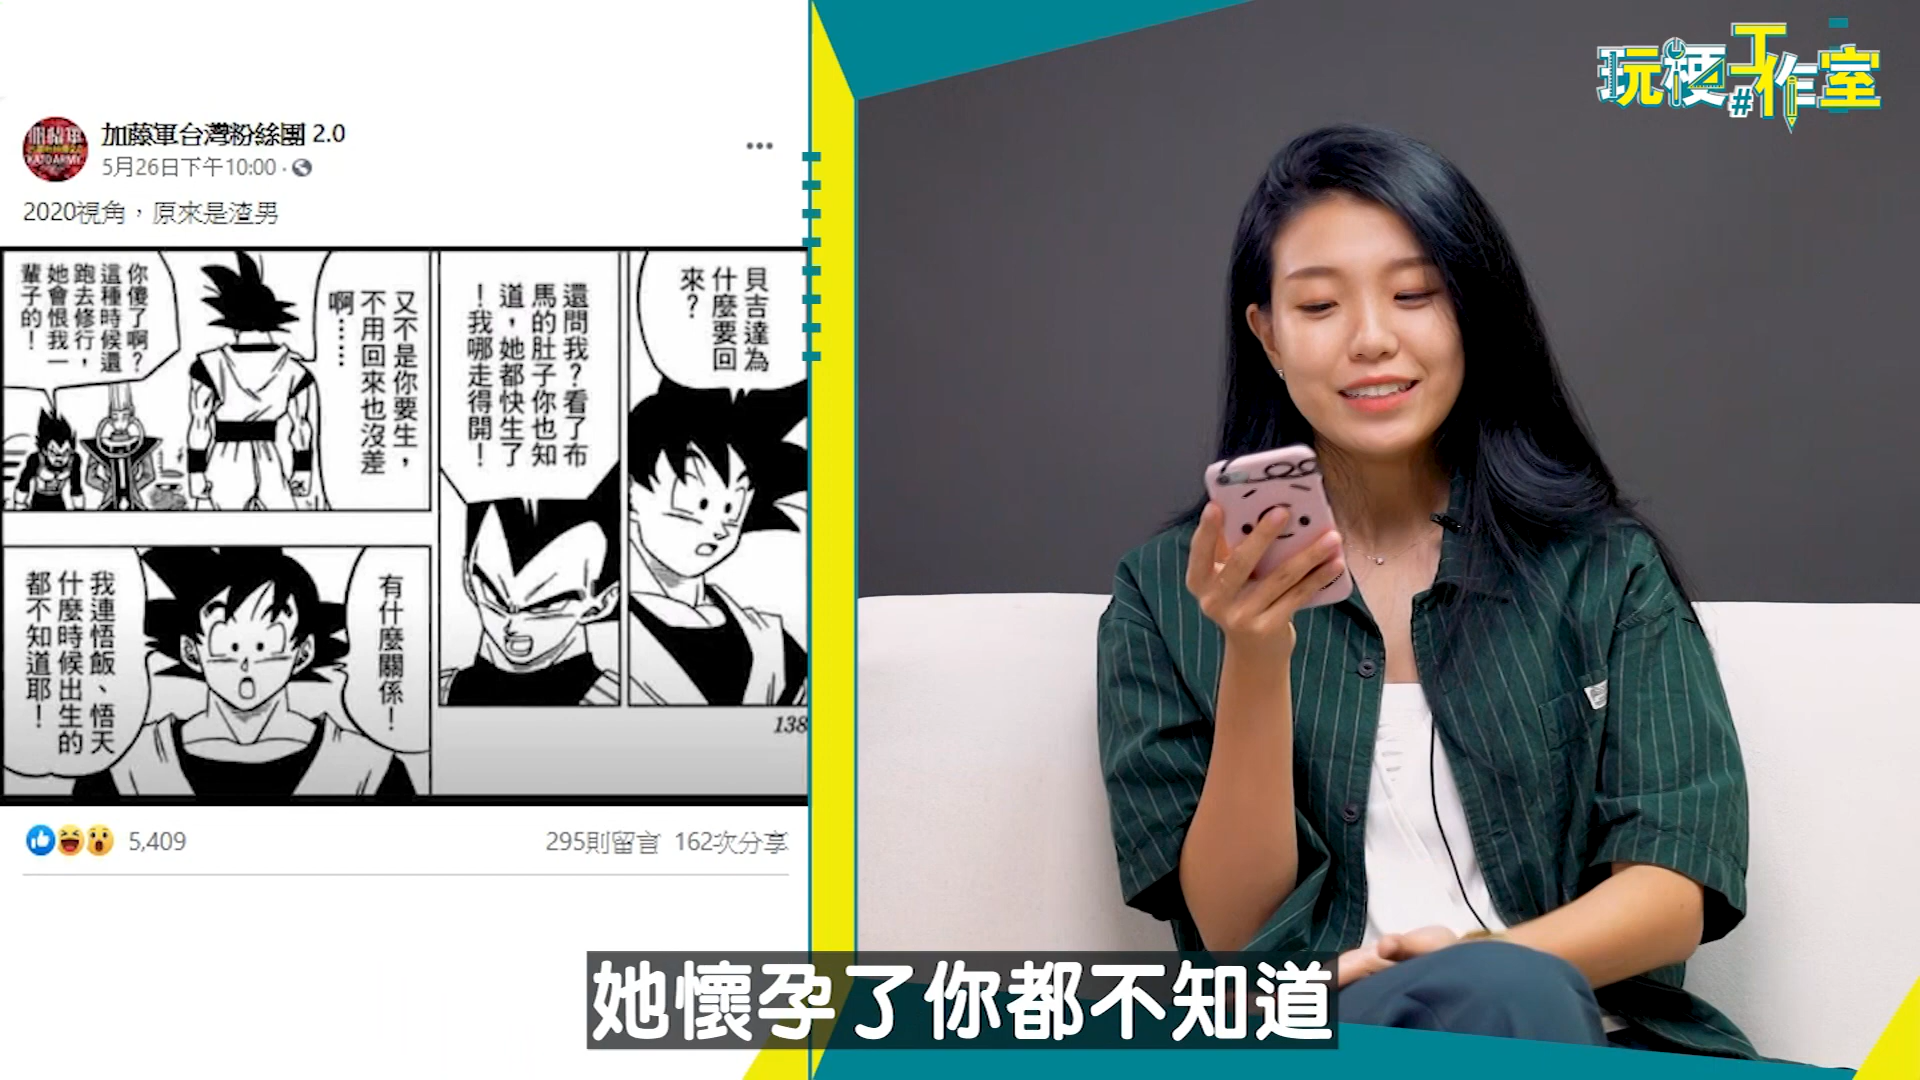 玩梗工作室
#
加藤軍台灣粉絲團 2.0
5月26日下午10:00
2020視角，原來是渣男
貝吉達為
什麼要回
來？
還問我？看了布
馬的肚子你也知
道，她都快生了
！我哪走得開！
又不是你要生，
不用回來也沒差
啊……
你傻了啊？
這種時候還
跑去修行，
她會恨我一
輩子的！
有什麼關係！
我連悟飯、悟天
什麼時候出生的
都不知道耶！
138
5,409
295則留言 162次分享
她懷孕了你都不知道